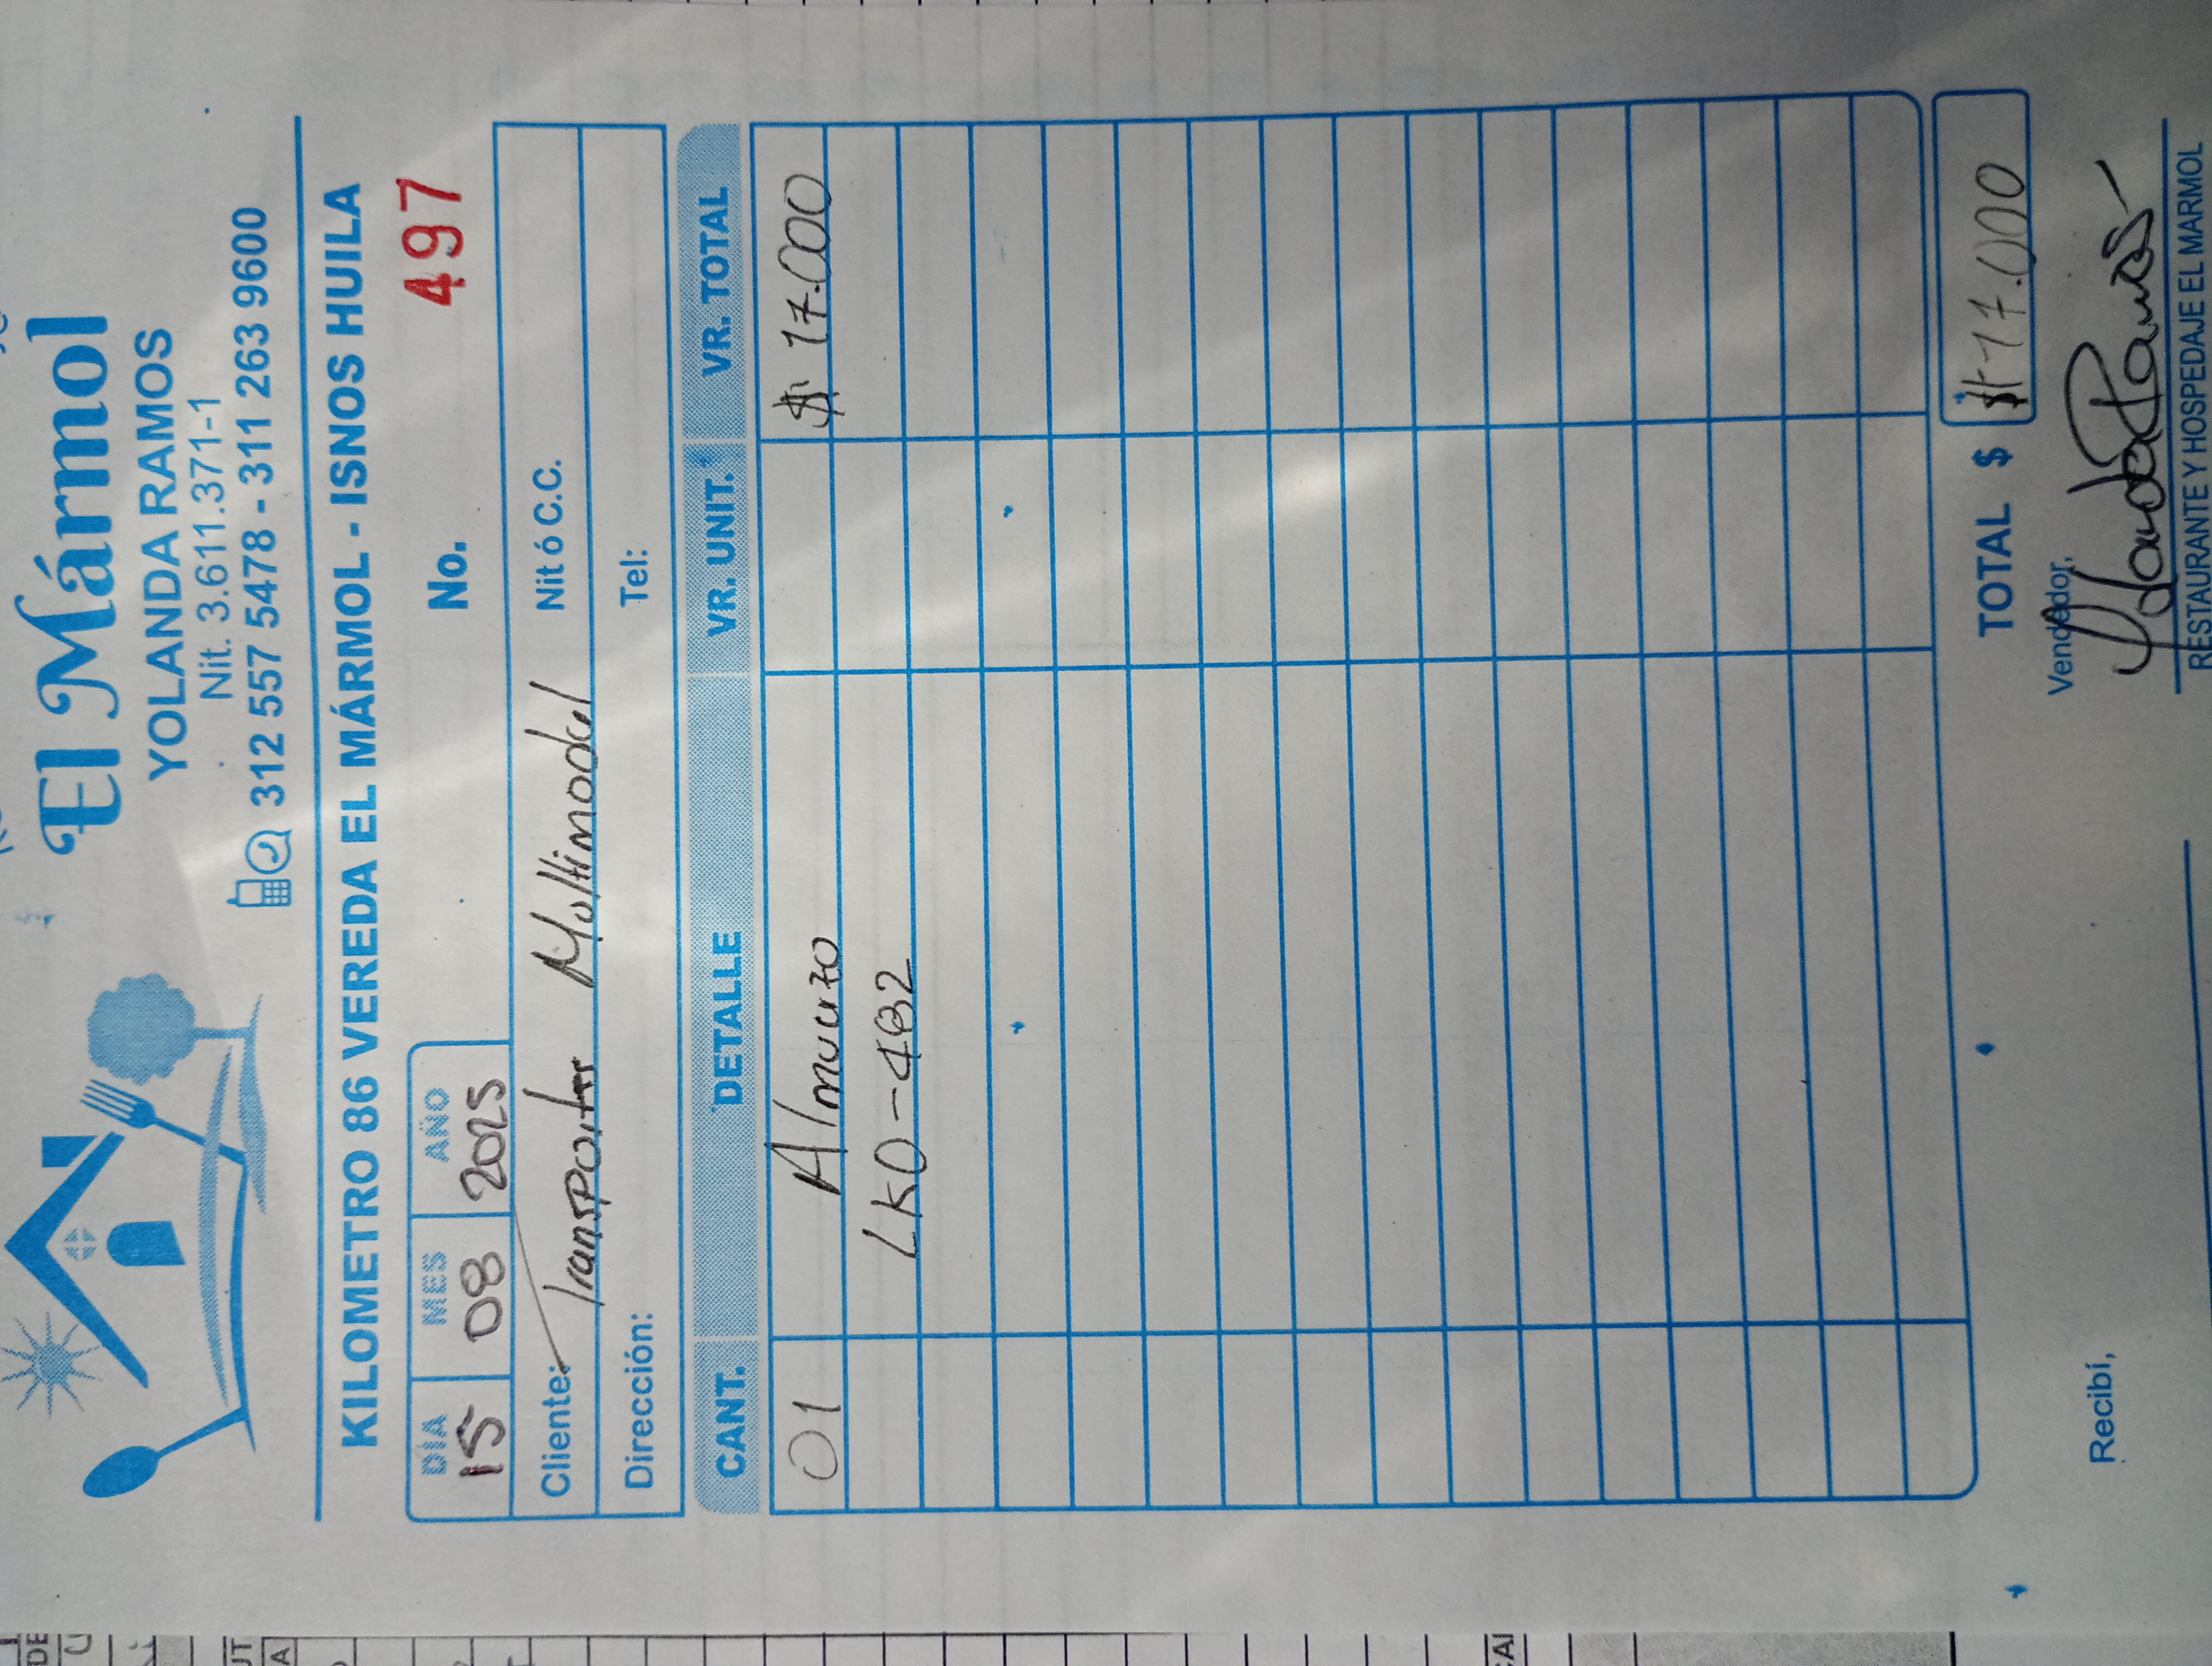 El Mármol
YOLANDA RAMOS
Nit. 3.611.371-1
312 557 5478 - 311 263 9600
KILOMETRO 86 VEREDA EL MÁRMOL - ISNOS HUILA
DIA MES AÑO
15 08 2025
No. 497
Cliente: Transportes Multimodal Nit ó C.C.
Dirección: Tel:
CANT. DETALLE VR. UNIT. VR. TOTAL
01 Almuerzo $ 17.000
LKO-482
TOTAL $ $17.000
Vendedor,
Yolanda Ramos
RESTAURANTE Y HOSPEDAJE EL MARMOL
Recibí,